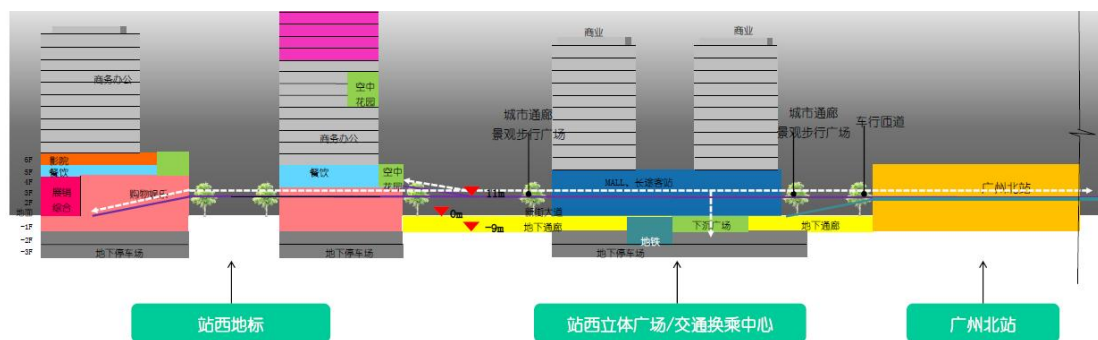 商业
商业
商务办公
空中
花园
城市通廊
景观步行广场
城市通廊
景观步行广场
车行匝道
商务办公
6F
影院
5F
餐饮
餐饮
空中
花园
4F
3F
购物娱乐
MALL、长途客站
广州北站
11m
2F
地面
0m
新街大道
-1F
-9m
地下通廊
地铁
下沉广场
地下通廊
-2F
-3F
地下停车场
地下停车场
地下停车场
站西地标
站西立体广场/交通换乘中心
广州北站